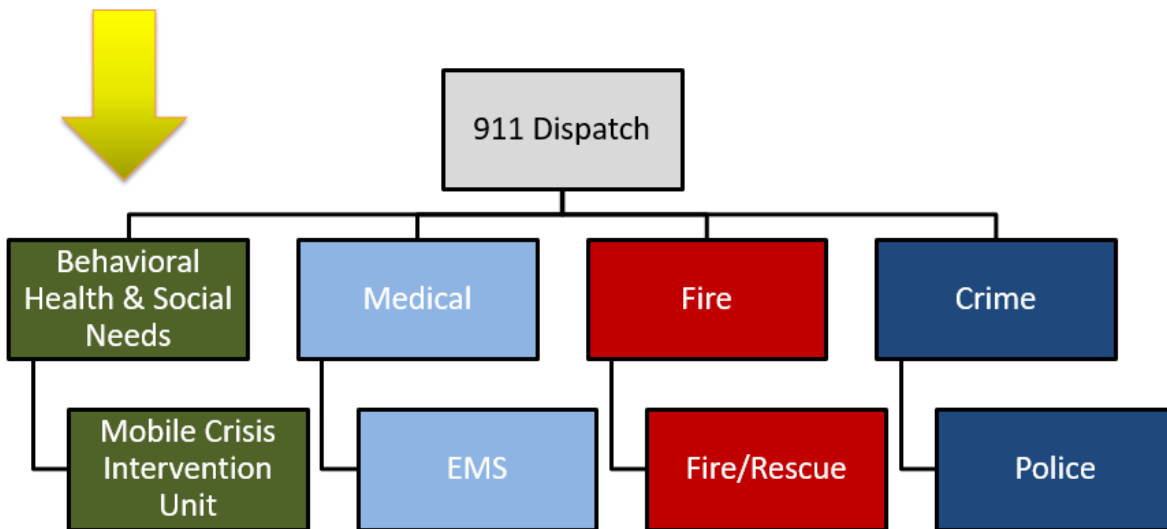 911 Dispatch
Behavioral
Health & Social
Needs
Medical
Fire
Crime
Mobile Crisis
Intervention
Unit
EMS
Fire/Rescue
Police